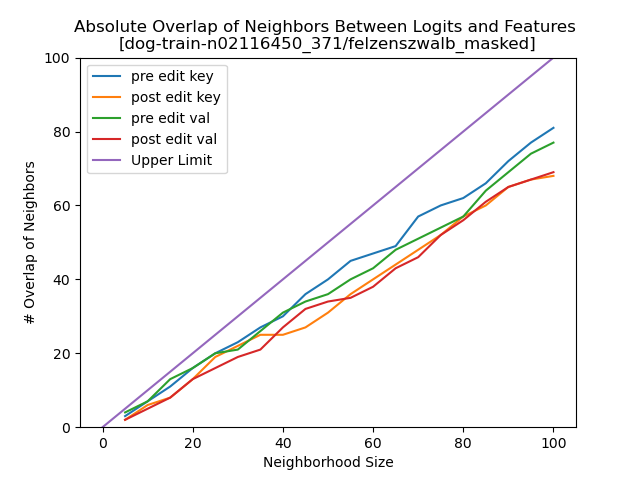 Absolute Overlap of Neighbors Between Logits and Features
[dog-train-n02116450_371/felzenszwalb_masked]
pre edit key
post edit key
pre edit val
post edit val
Upper Limit
# Overlap of Neighbors
100
80
60
40
20
0
0 20 40 60 80 100
Neighborhood Size